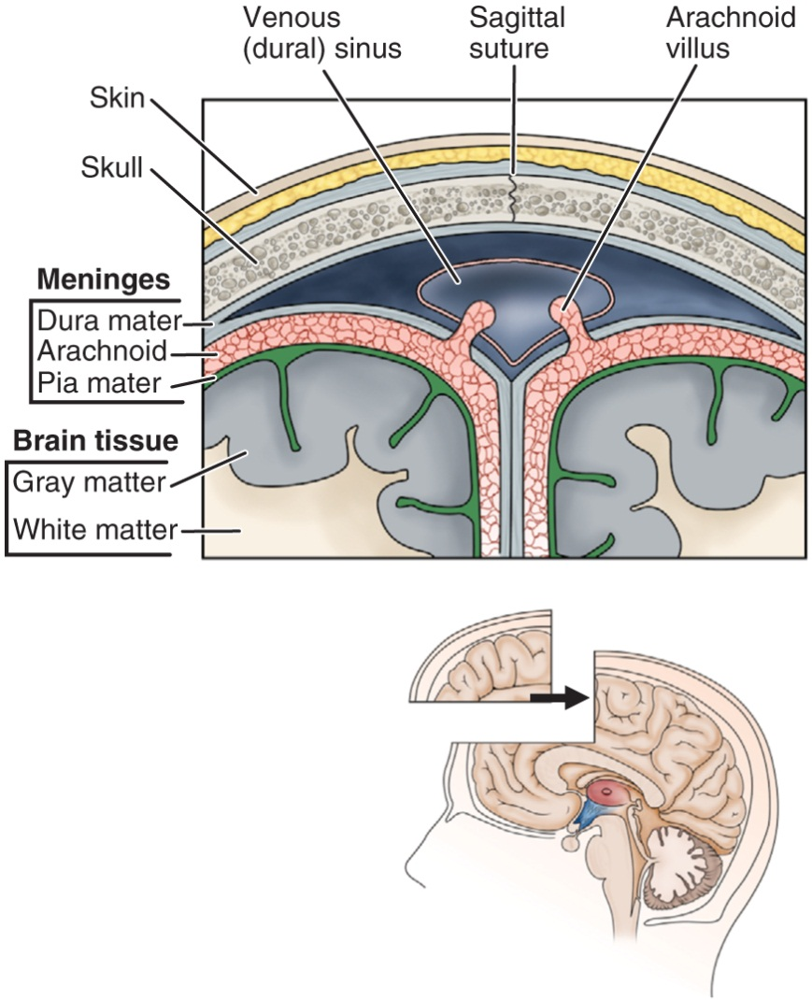 Venous
(dural) sinus
Sagittal
suture
Arachnoid
villus
Skin
Skull
Meninges
Dura mater
Arachnoid
Pia mater
Brain tissue
Gray matter
White matter